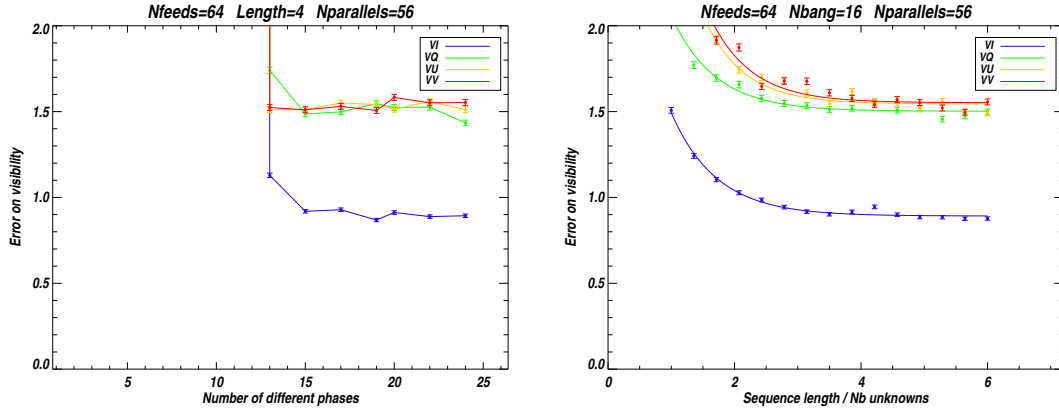 Nfeeds=64 Length=4 Nparallels=56
2.0
1.5
1.0
0.5
0.0
Error on visibility
VI
VQ
VU
VV
5 10 15 20 25
Number of different phases
Nfeeds=64 Nbang=16 Nparallels=56
2.0
1.5
1.0
0.5
0.0
Error on visibility
VI
VQ
VU
VV
0 2 4 6
Sequence length / Nb unknowns